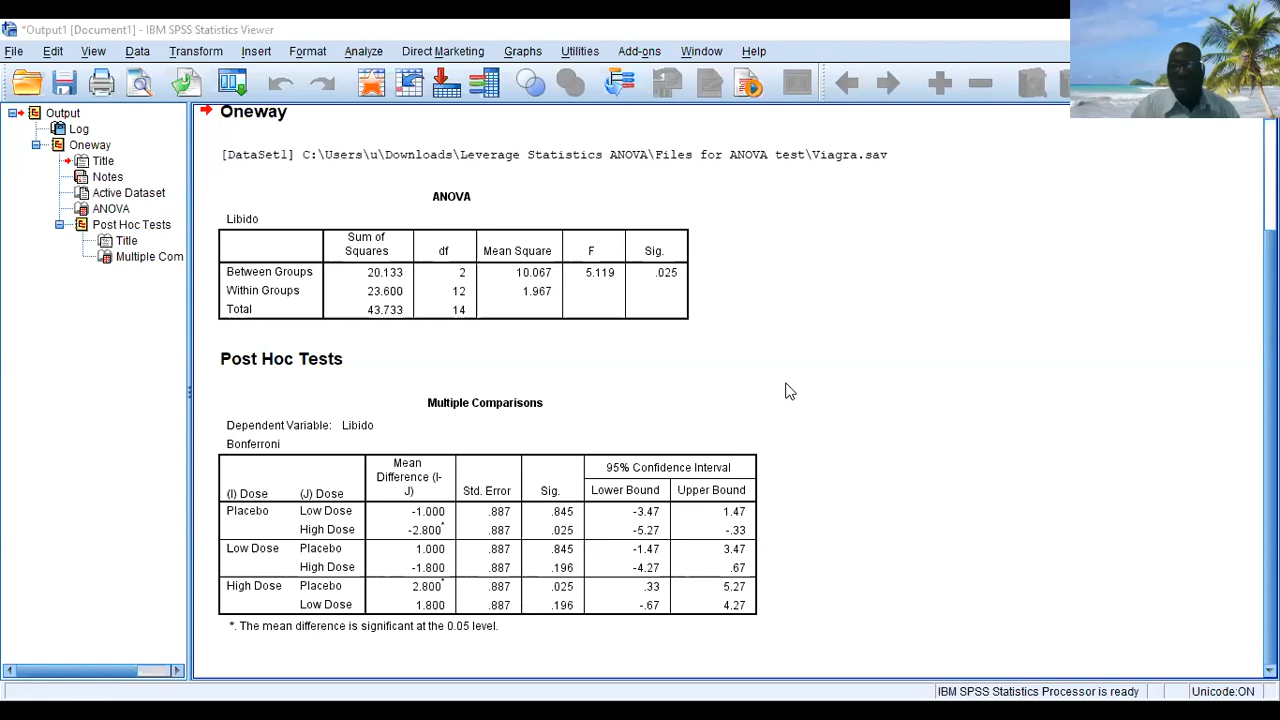 *Output1 [Document1] - IBM SPSS Statistics Viewer
File Edit View Data Transform Insert Format Analyze Direct Marketing Graphs Utilities Add-ons Window Help
Output
Log
Oneway
Title
Notes
Active Dataset
ANOVA
Post Hoc Tests
Title
Multiple Com
Oneway
[DataSet1] C:\Users\u\Downloads\Leverage Statistics ANOVA\Files for ANOVA test\Viagra.sav
ANOVA
Libido
Sum of Squares df Mean Square F Sig.
Between Groups 20.133 2 10.067 5.119 .025
Within Groups 23.600 12 1.967
Total 43.733 14
Post Hoc Tests
Multiple Comparisons
Dependent Variable: Libido
Bonferroni
(I) Dose (J) Dose Mean Difference (I-J) Std. Error Sig. 95% Confidence Interval
Lower Bound Upper Bound
Placebo Low Dose -1.000 .887 .845 -3.47 1.47
High Dose -2.800* .887 .025 -5.27 -.33
Low Dose Placebo 1.000 .887 .845 -1.47 3.47
High Dose -1.800 .887 .196 -4.27 .67
High Dose Placebo 2.800* .887 .025 .33 5.27
Low Dose 1.800 .887 .196 -.67 4.27
*. The mean difference is significant at the 0.05 level.
IBM SPSS Statistics Processor is ready Unicode:ON